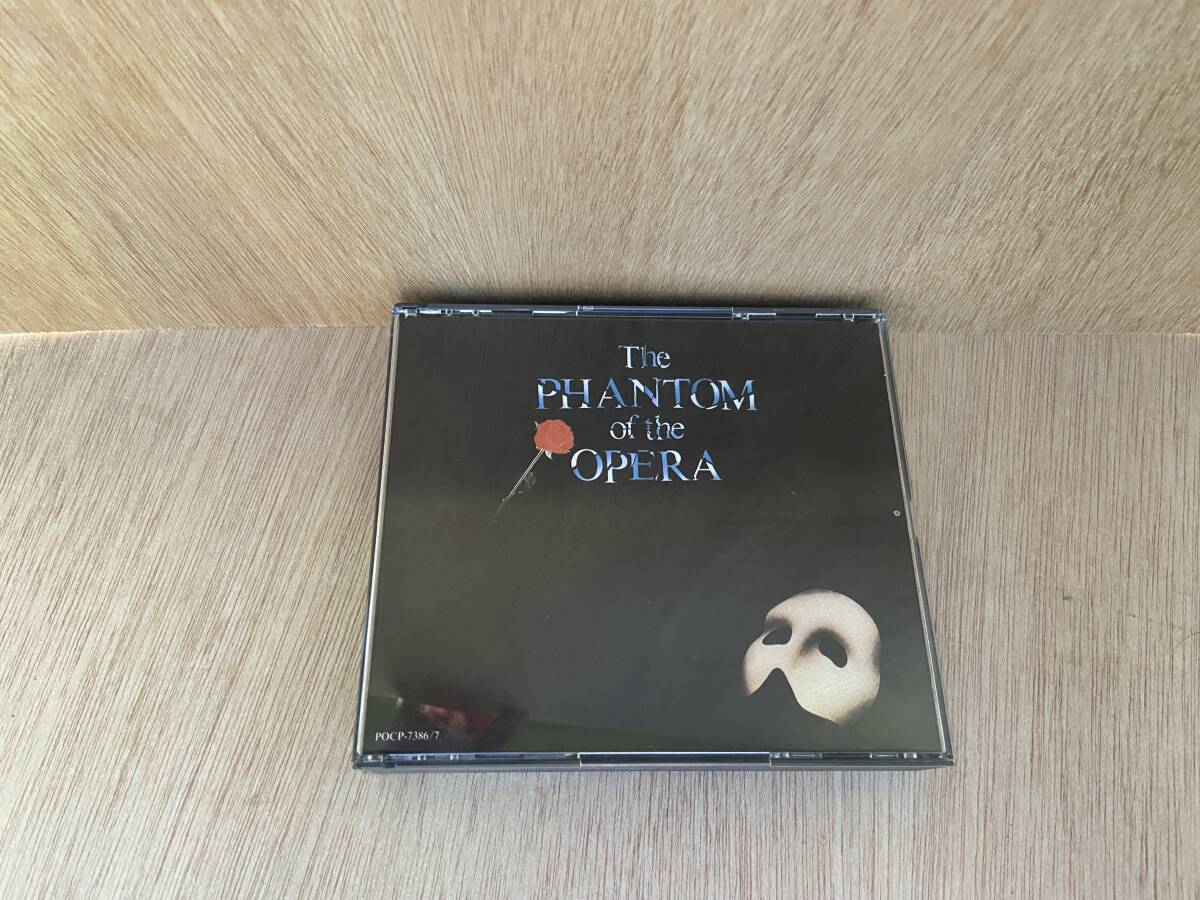 The
PHANTOM
of the
OPERA
POCP-7386/7